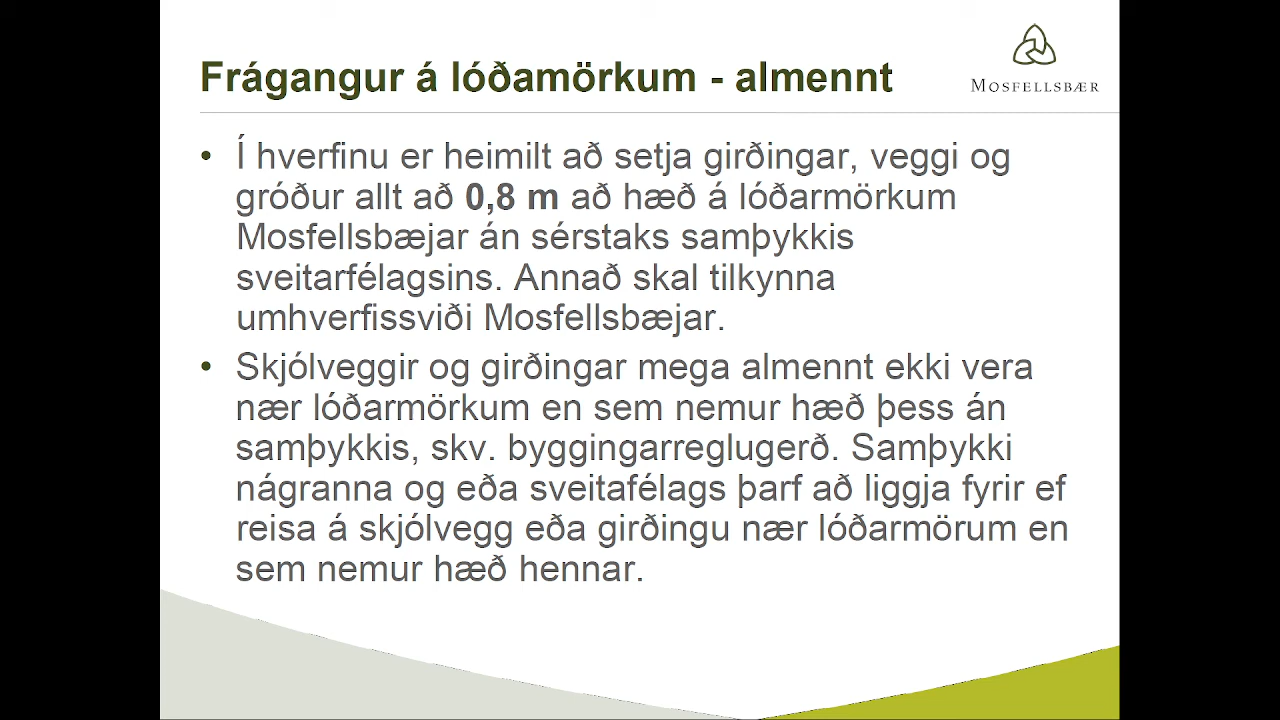 Frágangur á lóðamörkum - almennt
MOSFELLSBÆR
• Í hverfinu er heimilt að setja girðingar, veggi og
gróður allt að 0,8 m að hæð á lóðarmörkum
Mosfellsbæjar án sérstaks samþykkis
sveitarfélagsins. Annað skal tilkynna
umhverfissviði Mosfellsbæjar.
• Skjólveggir og girðingar mega almennt ekki vera
nær lóðarmörkum en sem nemur hæð þess án
samþykkis, skv. byggingarreglugerð. Samþykki
nágranna og eða sveitafélags þarf að liggja fyrir ef
reisa á skjólvegg eða girðingu nær lóðarmörum en
sem nemur hæð hennar.